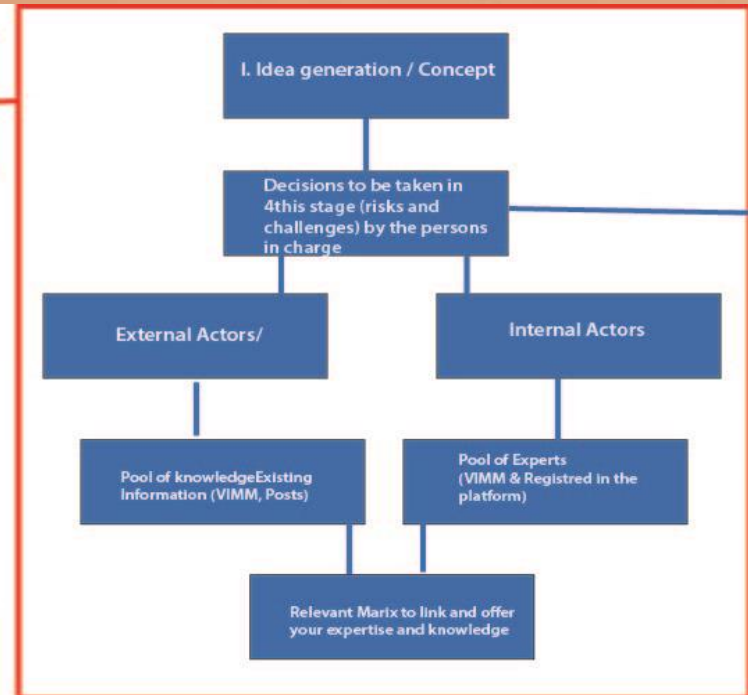 I. Idea generation / Concept
Decisions to be taken in
4this stage (risks and
challenges) by the persons
in charge
External Actors/
Internal Actors
Pool of knowledgeExisting
Information (VIMM, Posts)
Pool of Experts
(VIMM & Registred in the
platform)
Relevant Marix to link and offer
your expertise and knowledge